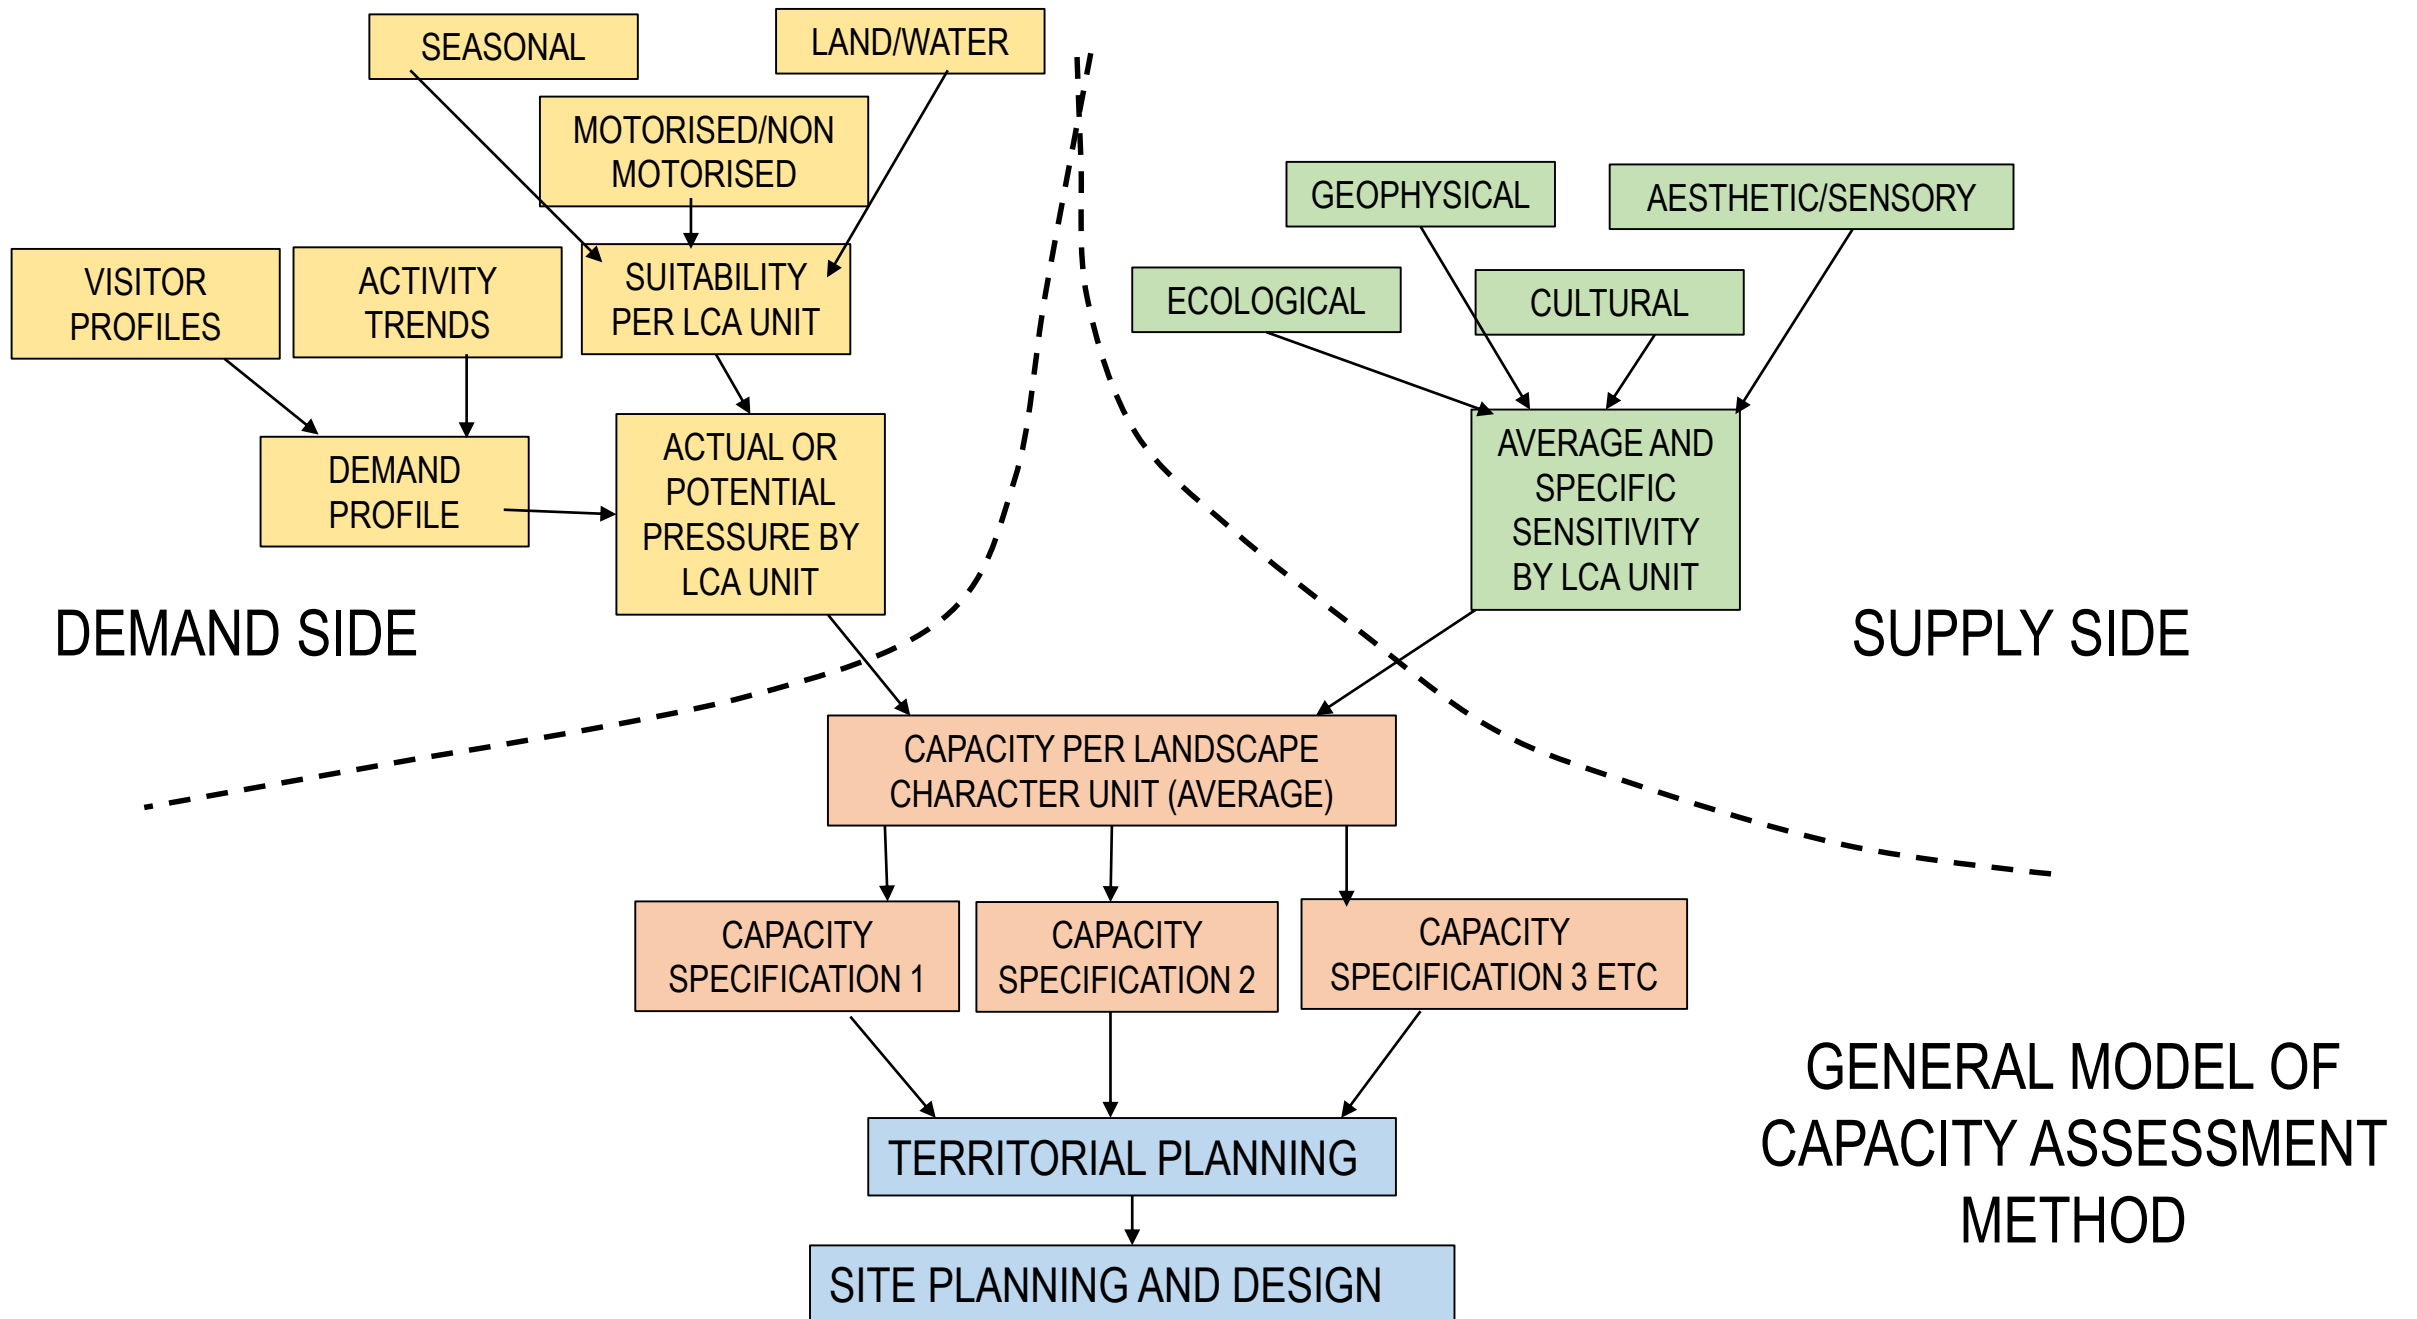 SEASONAL
LAND/WATER
MOTORISED/NON
MOTORISED
GEOPHYSICAL
AESTHETIC/SENSORY
VISITOR
PROFILES
ACTIVITY
TRENDS
SUITABILITY
PER LCA UNIT
ECOLOGICAL
CULTURAL
DEMAND
PROFILE
ACTUAL OR
POTENTIAL
PRESSURE BY
LCA UNIT
AVERAGE AND
SPECIFIC
SENSITIVITY
BY LCA UNIT
DEMAND SIDE
SUPPLY SIDE
CAPACITY PER LANDSCAPE
CHARACTER UNIT (AVERAGE)
CAPACITY
SPECIFICATION 1
CAPACITY
SPECIFICATION 2
CAPACITY
SPECIFICATION 3 ETC
GENERAL MODEL OF
CAPACITY ASSESSMENT
METHOD
TERRITORIAL PLANNING
SITE PLANNING AND DESIGN